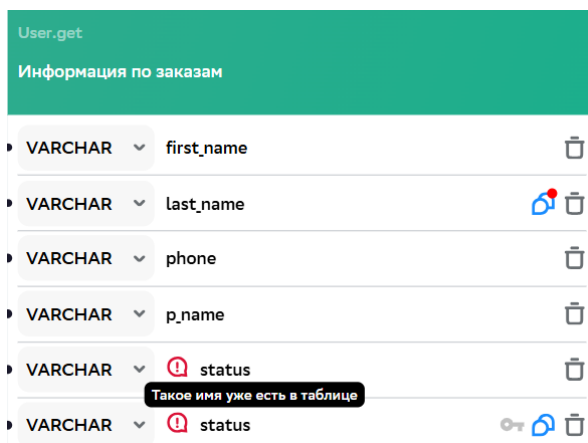 User.get
Информация по заказам
VARCHAR first_name
VARCHAR last_name
VARCHAR phone
VARCHAR p_name
VARCHAR status
Такое имя уже есть в таблице
VARCHAR status